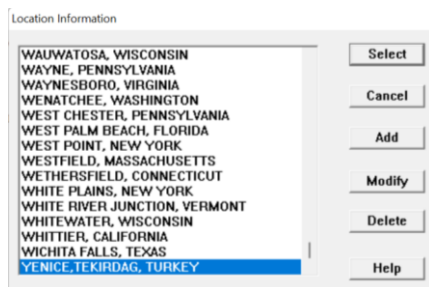 Location Information
WAUWATOSA, WISCONSIN
WAYNE, PENNSYLVANIA
WAYNESBORO, VIRGINIA
WENATCHEE, WASHINGTON
WEST CHESTER, PENNSYLVANIA
WEST PALM BEACH, FLORIDA
WEST POINT, NEW YORK
WESTFIELD, MASSACHUSETTS
WETHERSFIELD, CONNECTICUT
WHITE PLAINS, NEW YORK
WHITE RIVER JUNCTION, VERMONT
WHITEWATER, WISCONSIN
WHITTIER, CALIFORNIA
WICHITA FALLS, TEXAS
YENICE,TEKIRDAG, TURKEY
Select
Cancel
Add
Modify
Delete
Help